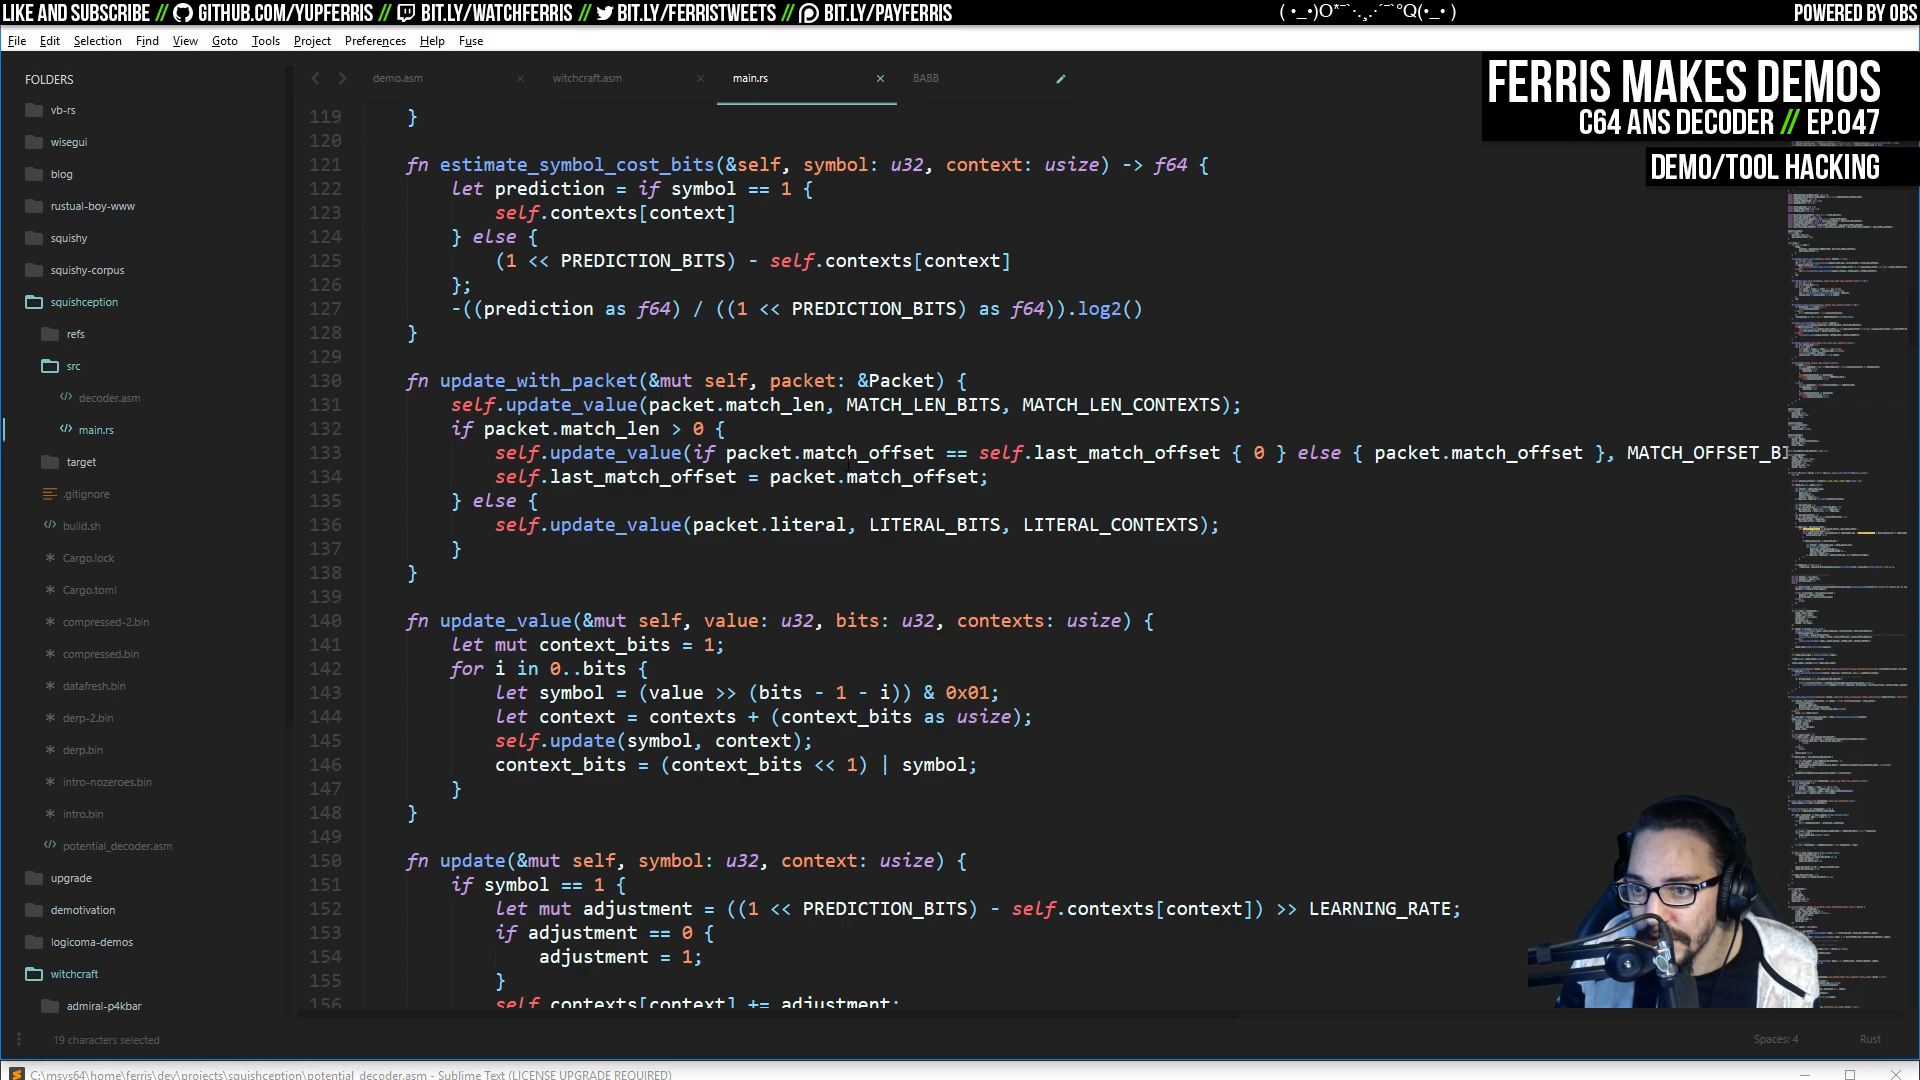 LIKE AND SUBSCRIBE // GITHUB.COM/YUPFERRIS // BIT.LY/WATCHFERRIS // BIT.LY/FERRISTWEETS // BIT.LY/PAYFERRIS
POWERED BY OBS
File Edit Selection Find View Goto Tools Project Preferences Help Fuse
FERRIS MAKES DEMOS
C64 ANS DECODER // EP.047
DEMO/TOOL HACKING
FOLDERS
vb-rs
wisegui
blog
rustual-boy-www
squishy
squishy-corpus
squishception
refs
src
decoder.asm
main.rs
target
.gitignore
build.sh
Cargo.lock
Cargo.toml
compressed-2.bin
compressed.bin
datafresh.bin
derp-2.bin
derp.bin
intro-nozeroes.bin
intro.bin
potential_decoder.asm
upgrade
demotivation
logicoma-demos
witchcraft
admiral-p4kbar
demo.asm witchcraft.asm main.rs BABB
119 }
120
121 fn estimate_symbol_cost_bits(&self, symbol: u32, context: usize) -> f64 {
122 let prediction = if symbol == 1 {
123 self.contexts[context]
124 } else {
125 (1 << PREDICTION_BITS) - self.contexts[context]
126 };
127 -((prediction as f64) / ((1 << PREDICTION_BITS) as f64)).log2()
128 }
129
130 fn update_with_packet(&mut self, packet: &Packet) {
131 self.update_value(packet.match_len, MATCH_LEN_BITS, MATCH_LEN_CONTEXTS);
132 if packet.match_len > 0 {
133 self.update_value(if packet.match_offset == self.last_match_offset { 0 } else { packet.match_offset }, MATCH_OFFSET_BI
134 self.last_match_offset = packet.match_offset;
135 } else {
136 self.update_value(packet.literal, LITERAL_BITS, LITERAL_CONTEXTS);
137 }
138 }
139
140 fn update_value(&mut self, value: u32, bits: u32, contexts: usize) {
141 let mut context_bits = 1;
142 for i in 0..bits {
143 let symbol = (value >> (bits - 1 - i)) & 0x01;
144 let context = contexts + (context_bits as usize);
145 self.update(symbol, context);
146 context_bits = (context_bits << 1) | symbol;
147 }
148 }
149
150 fn update(&mut self, symbol: u32, context: usize) {
151 if symbol == 1 {
152 let mut adjustment = ((1 << PREDICTION_BITS) - self.contexts[context]) >> LEARNING_RATE;
153 if adjustment == 0 {
154 adjustment = 1;
155 }
156 self.contexts[context] += adjustment;
19 characters selected
Spaces: 4 Rust
C:\msys64\home\ferris\dev\projects\squishception\potential_decoder.asm - Sublime Text (LICENSE UPGRADE REQUIRED)